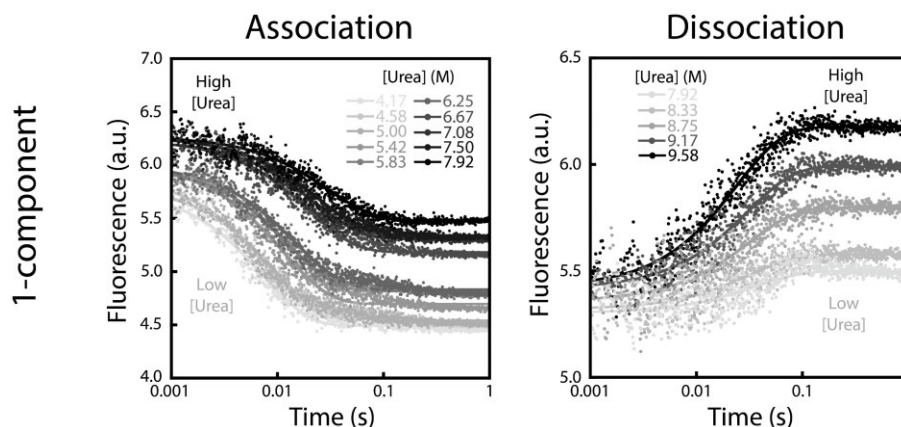 1-component
Association
Fluorescence (a.u.)
7.0
6.5
6.0
5.5
5.0
4.5
4.0
High
[Urea]
[Urea] (M)
4.17 6.25
4.58 6.67
5.00 7.08
5.42 7.50
5.83 7.92
Low
[Urea]
0.001 0.01 0.1 1
Time (s)
Dissociation
Fluorescence (a.u.)
6.5
6.0
5.5
5.0
[Urea] (M)
7.92
8.33
8.75
9.17
9.58
High
[Urea]
Low
[Urea]
0.001 0.01 0.1
Time (s)